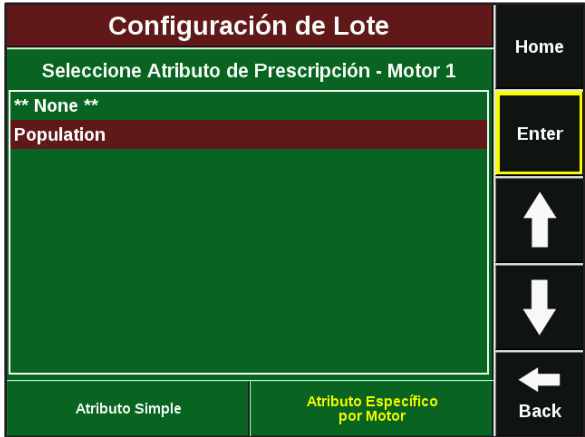 Configuración de Lote
Seleccione Atributo de Prescripción - Motor 1
** None **
Population
Atributo Simple
Atributo Específico
por Motor
Home
Enter
Back